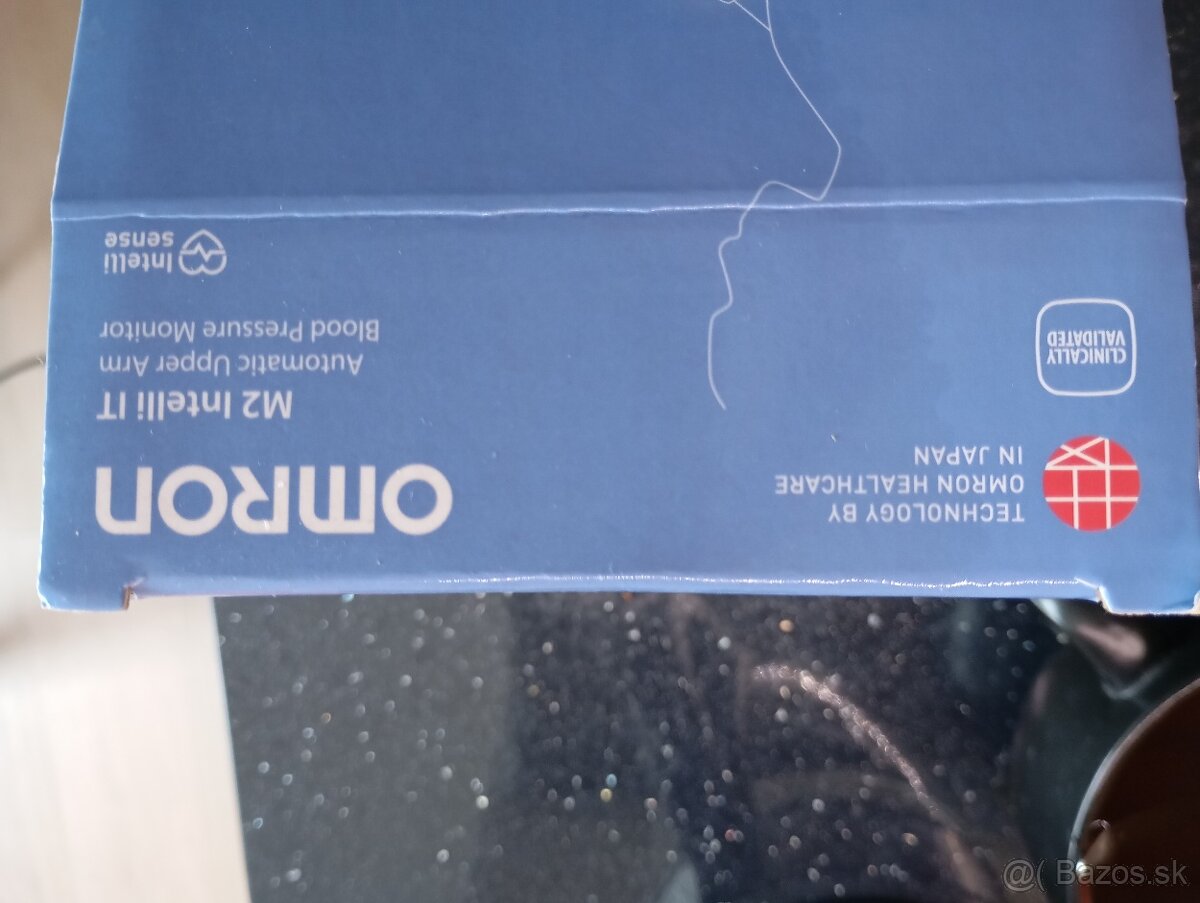 TECHNOLOGY BY
OMRON HEALTHCARE
IN JAPAN
CLINICALLY
VALIDATED
OMRON
M2 Intelli IT
Automatic Upper Arm
Blood Pressure Monitor
Intelli
sense
@( Bazos.sk